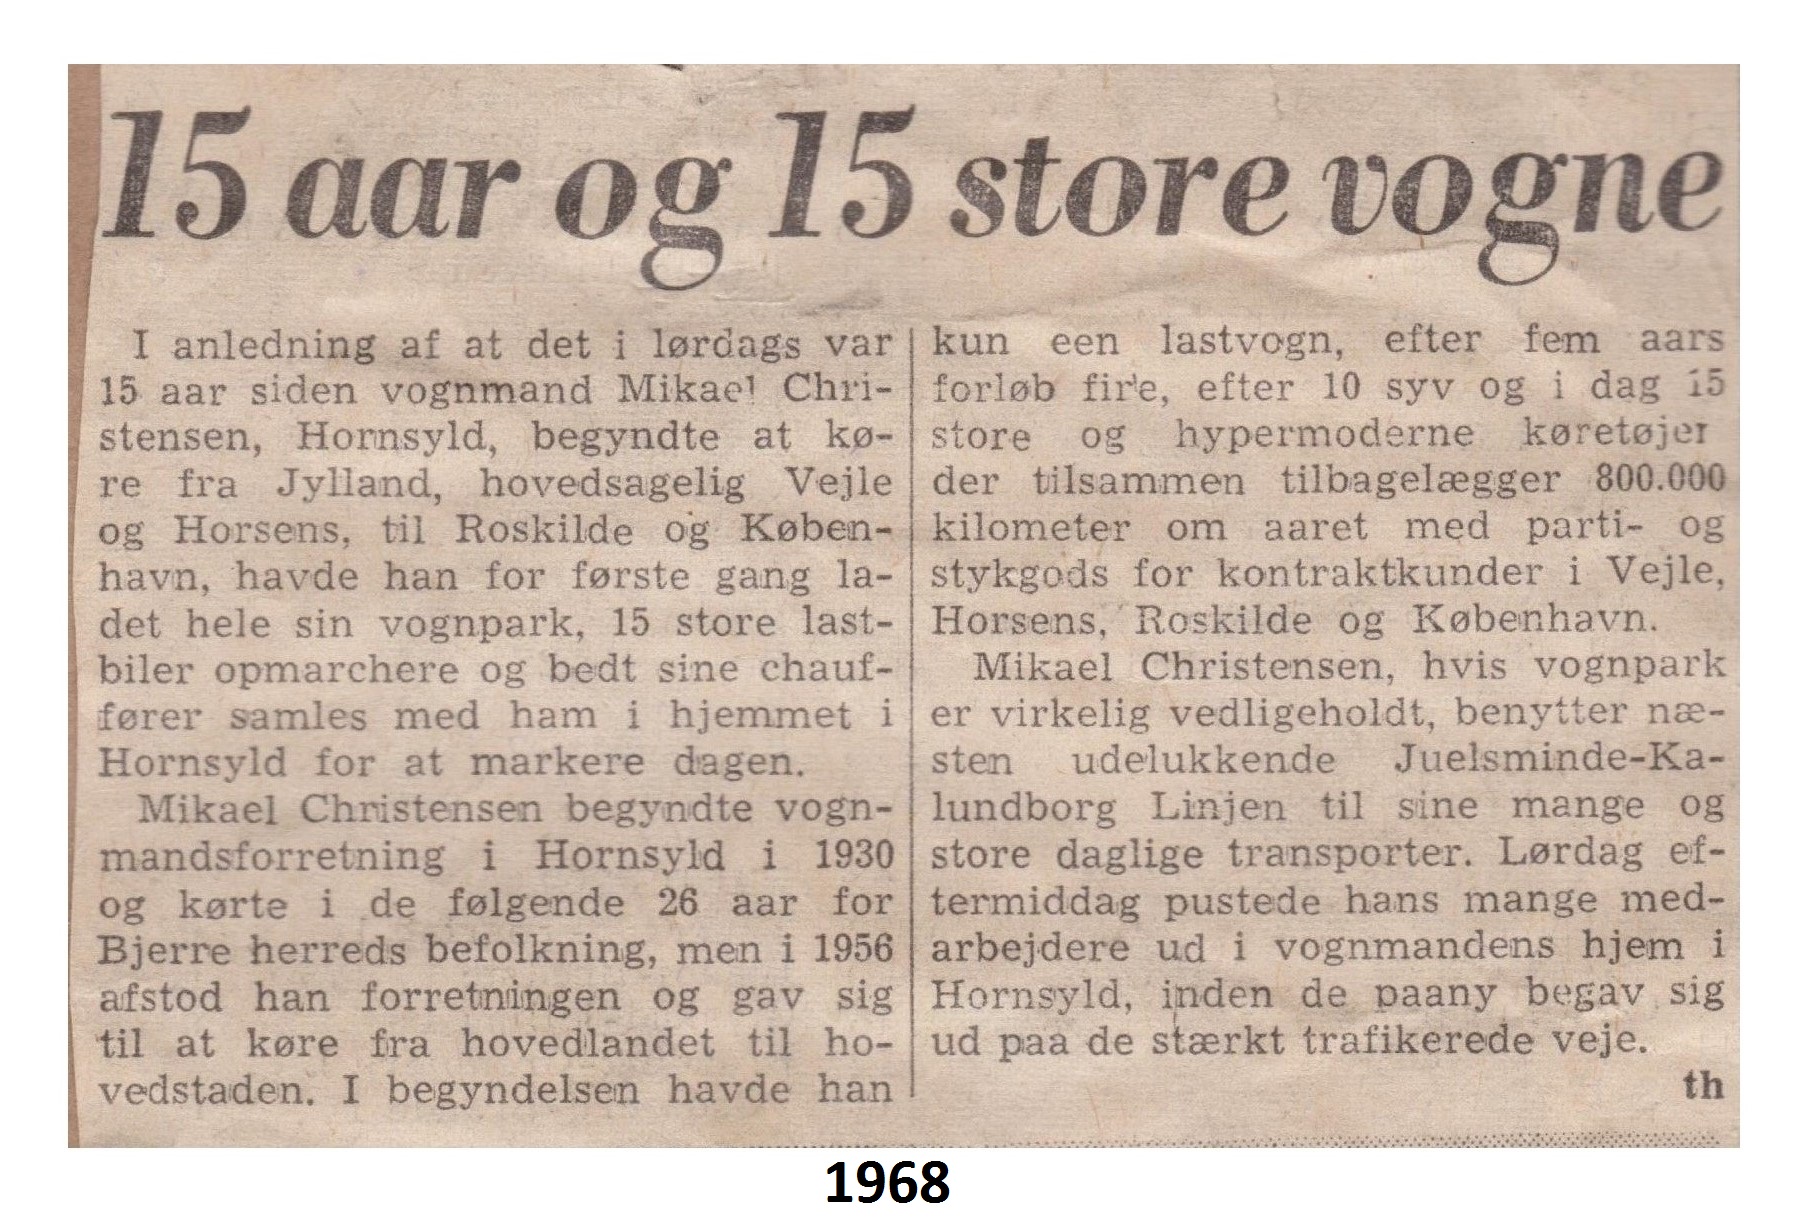 15 aar og 15 store vogne
I anledning af at det i lørdags var
15 aar siden vognmand Mikael Chri-
stensen, Hornsyld, begyndte at kø-
re fra Jylland, hovedsagelig Vejle
og Horsens, til Roskilde og Køben-
havn, havde han for første gang la-
det hele sin vognpark, 15 store last-
biler opmarchere og bedt sine chauf-
fører samles med ham i hjemmet i
Hornsyld for at markere dagen.
Mikael Christensen begyndte vogn-
mandsforretning i Hornsyld i 1930
og kørte i de følgende 26 aar for
Bjerre herreds befolkning, men i 1956
afstod han forretningen og gav sig
til at køre fra hovedlandet til ho-
vedstaden. I begyndelsen havde han
kun een lastvogn, efter fem aars
forløb fire, efter 10 syv og i dag 15
store og hypermoderne køretøjer
der tilsammen tilbagelægger 800.000
kilometer om aaret med parti- og
stykgods for kontraktkunder i Vejle,
Horsens, Roskilde og København.
Mikael Christensen, hvis vognpark
er virkelig vedligeholdt, benytter næ-
sten udelukkende Juelsminde-Ka-
lundborg Linjen til sine mange og
store daglige transporter. Lørdag ef-
termiddag pustede hans mange med-
arbejdere ud i vognmandens hjem i
Hornsyld, inden de paany begav sig
ud paa de stærkt trafikerede veje.
th
1968